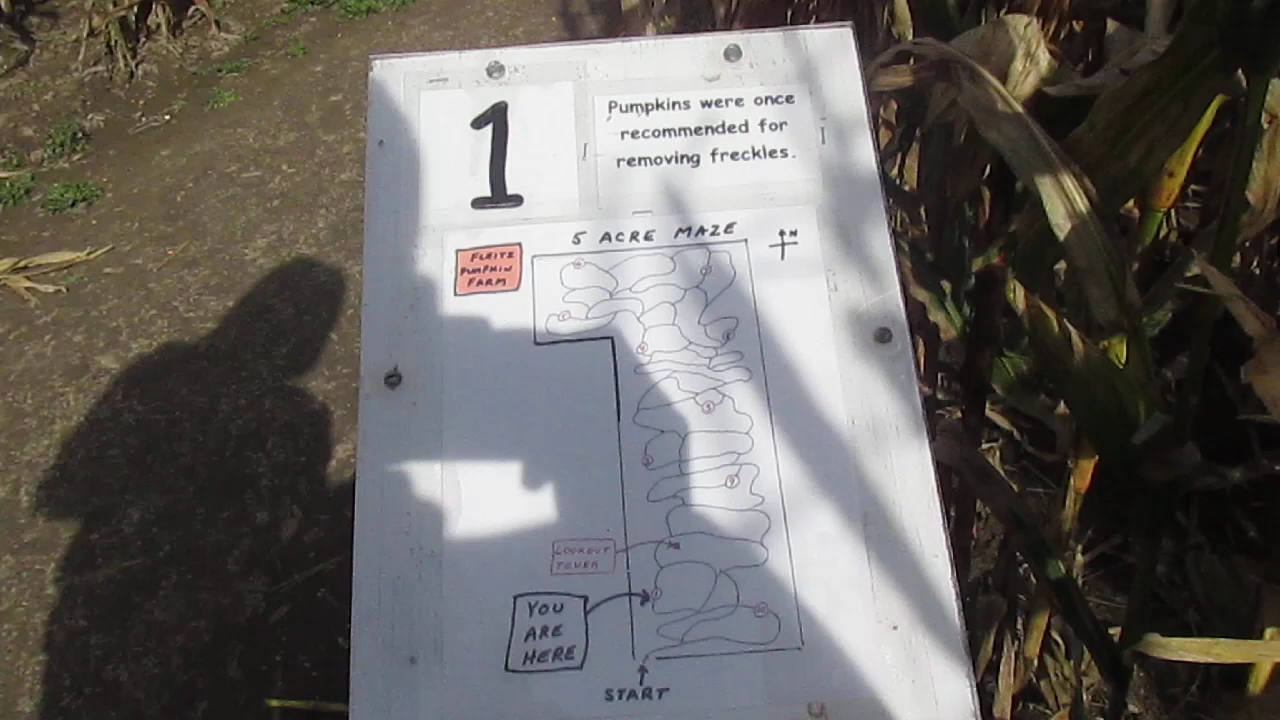 1
Pumpkins were once
recommended for
removing freckles.
5 ACRE MAZE
N
FLEITZ
PUMPKIN
FARM
LOOKOUT
TOWER
YOU
ARE
HERE
START